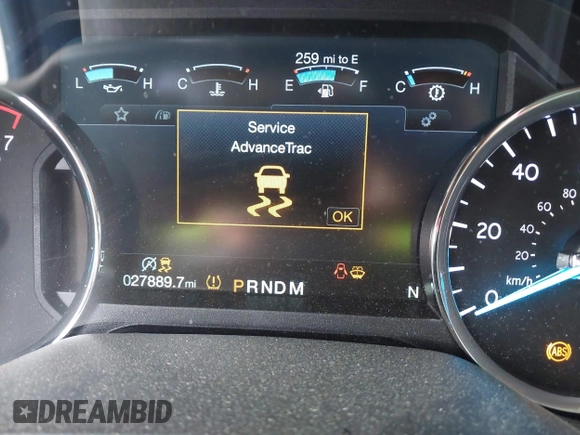 259 mi to E
L H C H E F C H
7
Service
AdvanceTrac
OK
40
20
0
80
60
40
20
km/h
027889.7mi
PRNDM
N
ABS
DREAMBID